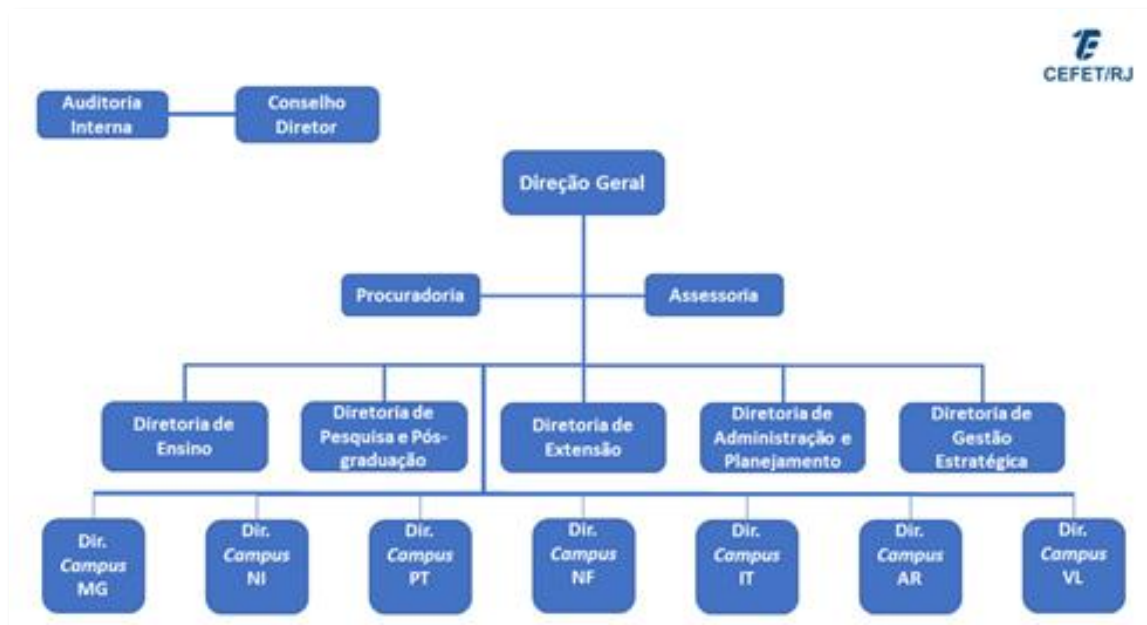 CEFET/RJ
Auditoria
Interna
Conselho
Diretor
Direção Geral
Procuradoria
Assessoria
Diretoria de
Ensino
Diretoria de
Pesquisa e Pós-
graduação
Diretoria de
Extensão
Diretoria de
Administração e
Planejamento
Diretoria de
Gestão
Estratégica
Dir.
Campus
MG
Dir.
Campus
NI
Dir.
Campus
PT
Dir.
Campus
NF
Dir.
Campus
IT
Dir.
Campus
AR
Dir.
Campus
VL